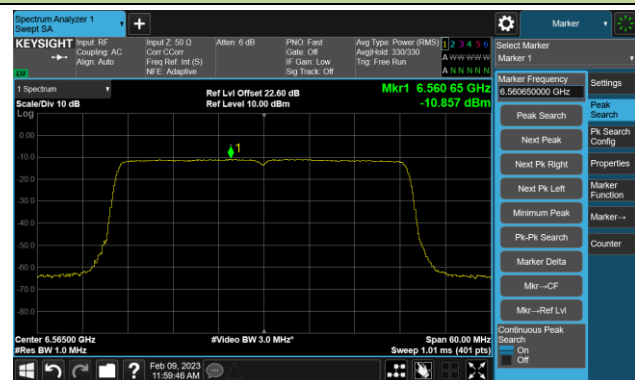 Spectrum Analyzer 1
Swept SA
+
Marker
KEYSIGHT
Input: RF
Coupling: AC
Align: Auto
Input Z: 50 Ω
Corr CCorr
Freq Ref: Int (S)
NFE: Adaptive
Atten: 6 dB
PNO: Fast
Gate: Off
IF Gain: Low
Sig Track: Off
Avg Type: Power (RMS)
Avg|Hold: 330/330
Trig: Free Run
1 2 3 4 5 6
A W W W W W
A N N N N N
LXI
1 Spectrum
Scale/Div 10 dB
Log
Ref Lvl Offset 22.60 dB
Ref Level 10.00 dBm
Mkr1 6.560 65 GHz
-10.857 dBm
0.00
-10.0
-20.0
-30.0
-40.0
-50.0
-60.0
-70.0
-80.0
1
Center 6.56500 GHz
#Res BW 1.0 MHz
#Video BW 3.0 MHz*
Span 60.00 MHz
Sweep 1.01 ms (401 pts)
Select Marker
Marker 1
Marker Frequency
6.560650000 GHz
Peak Search
Next Peak
Next Pk Right
Next Pk Left
Minimum Peak
Pk-Pk Search
Marker Delta
Mkr→CF
Mkr→Ref Lvl
Continuous Peak
Search
On
Off
Settings
Peak
Search
Pk Search
Config
Properties
Marker
Function
Marker→
Counter
?
Feb 09, 2023
11:59:46 AM